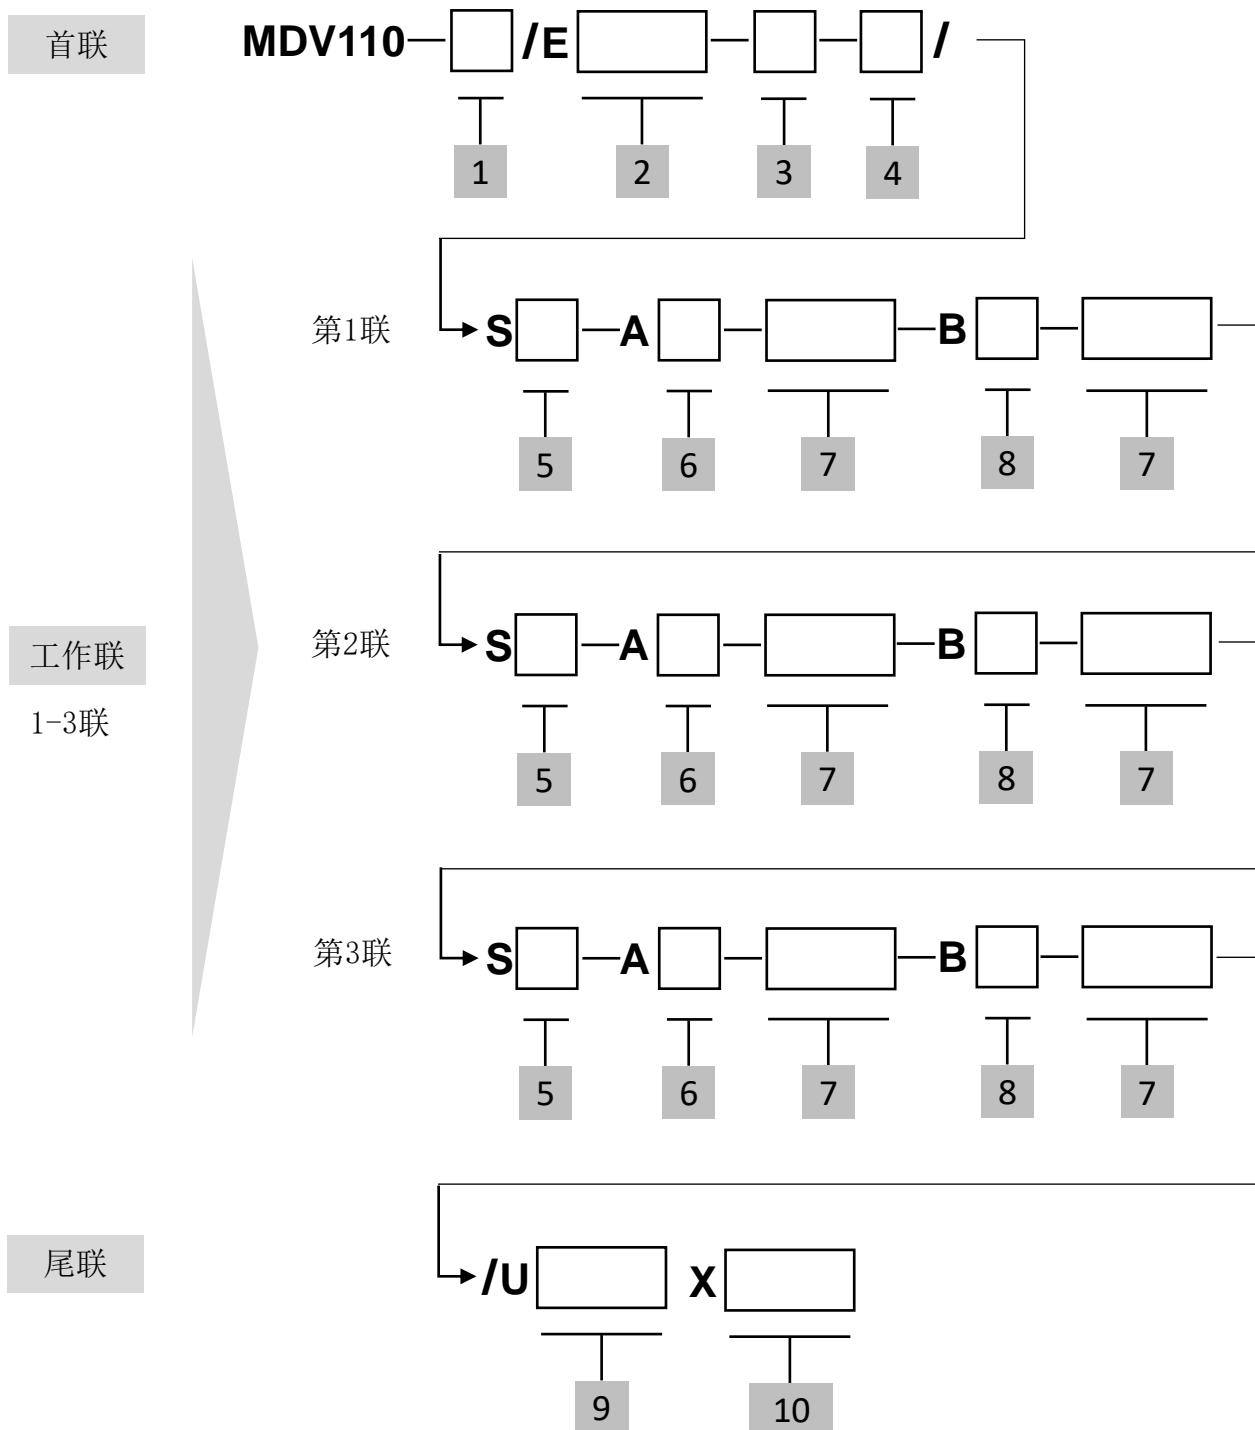 首联
MDV110 — /E — — /
1 2 3 4
第1联
S — A — — B —
5 6 7 8 7
工作联
1-3联
第2联
S — A — — B —
5 6 7 8 7
第3联
S — A — — B —
5 6 7 8 7
尾联
/U X
9 10